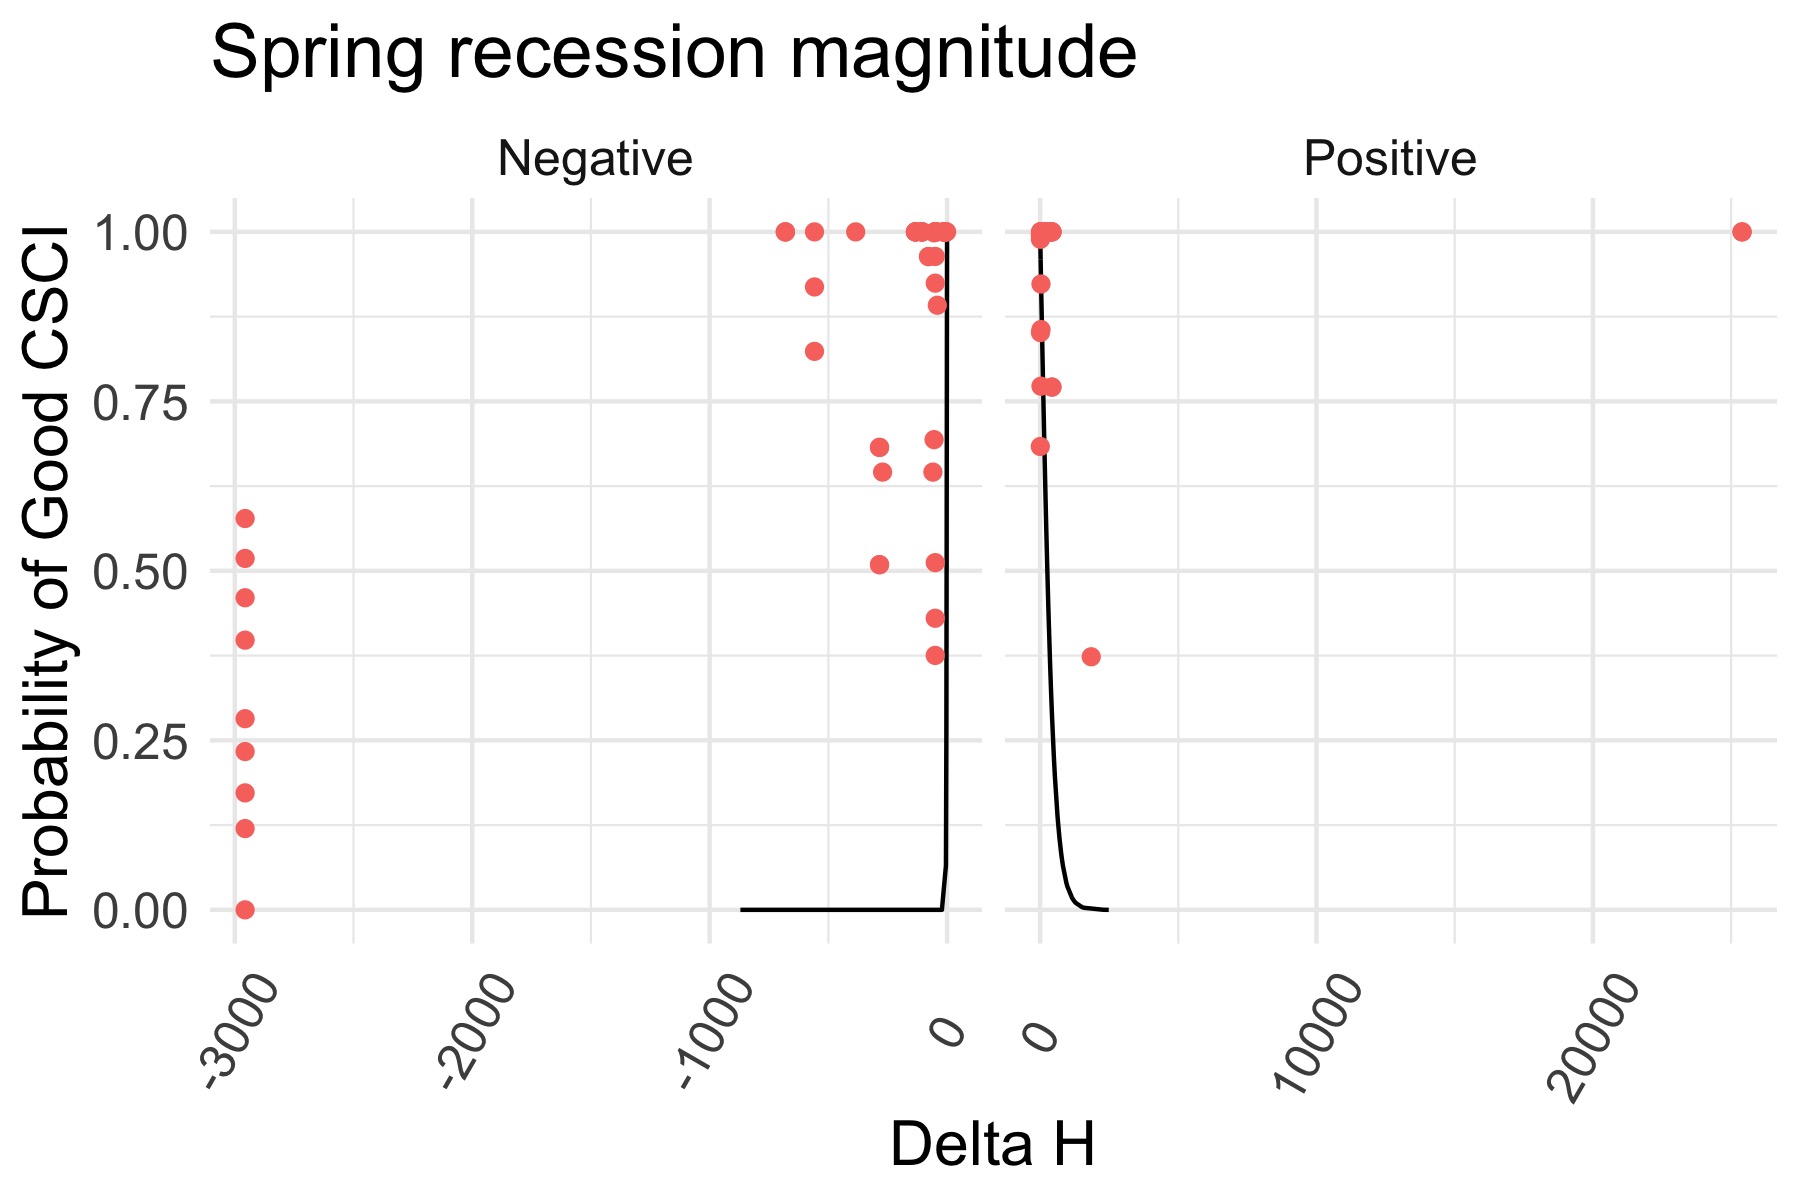 Spring recession magnitude
Negative
Positive
Probability of Good CSCI
1.00
0.75
0.50
0.25
0.00
-3000
-2000
-1000
0
0
10000
20000
Delta H